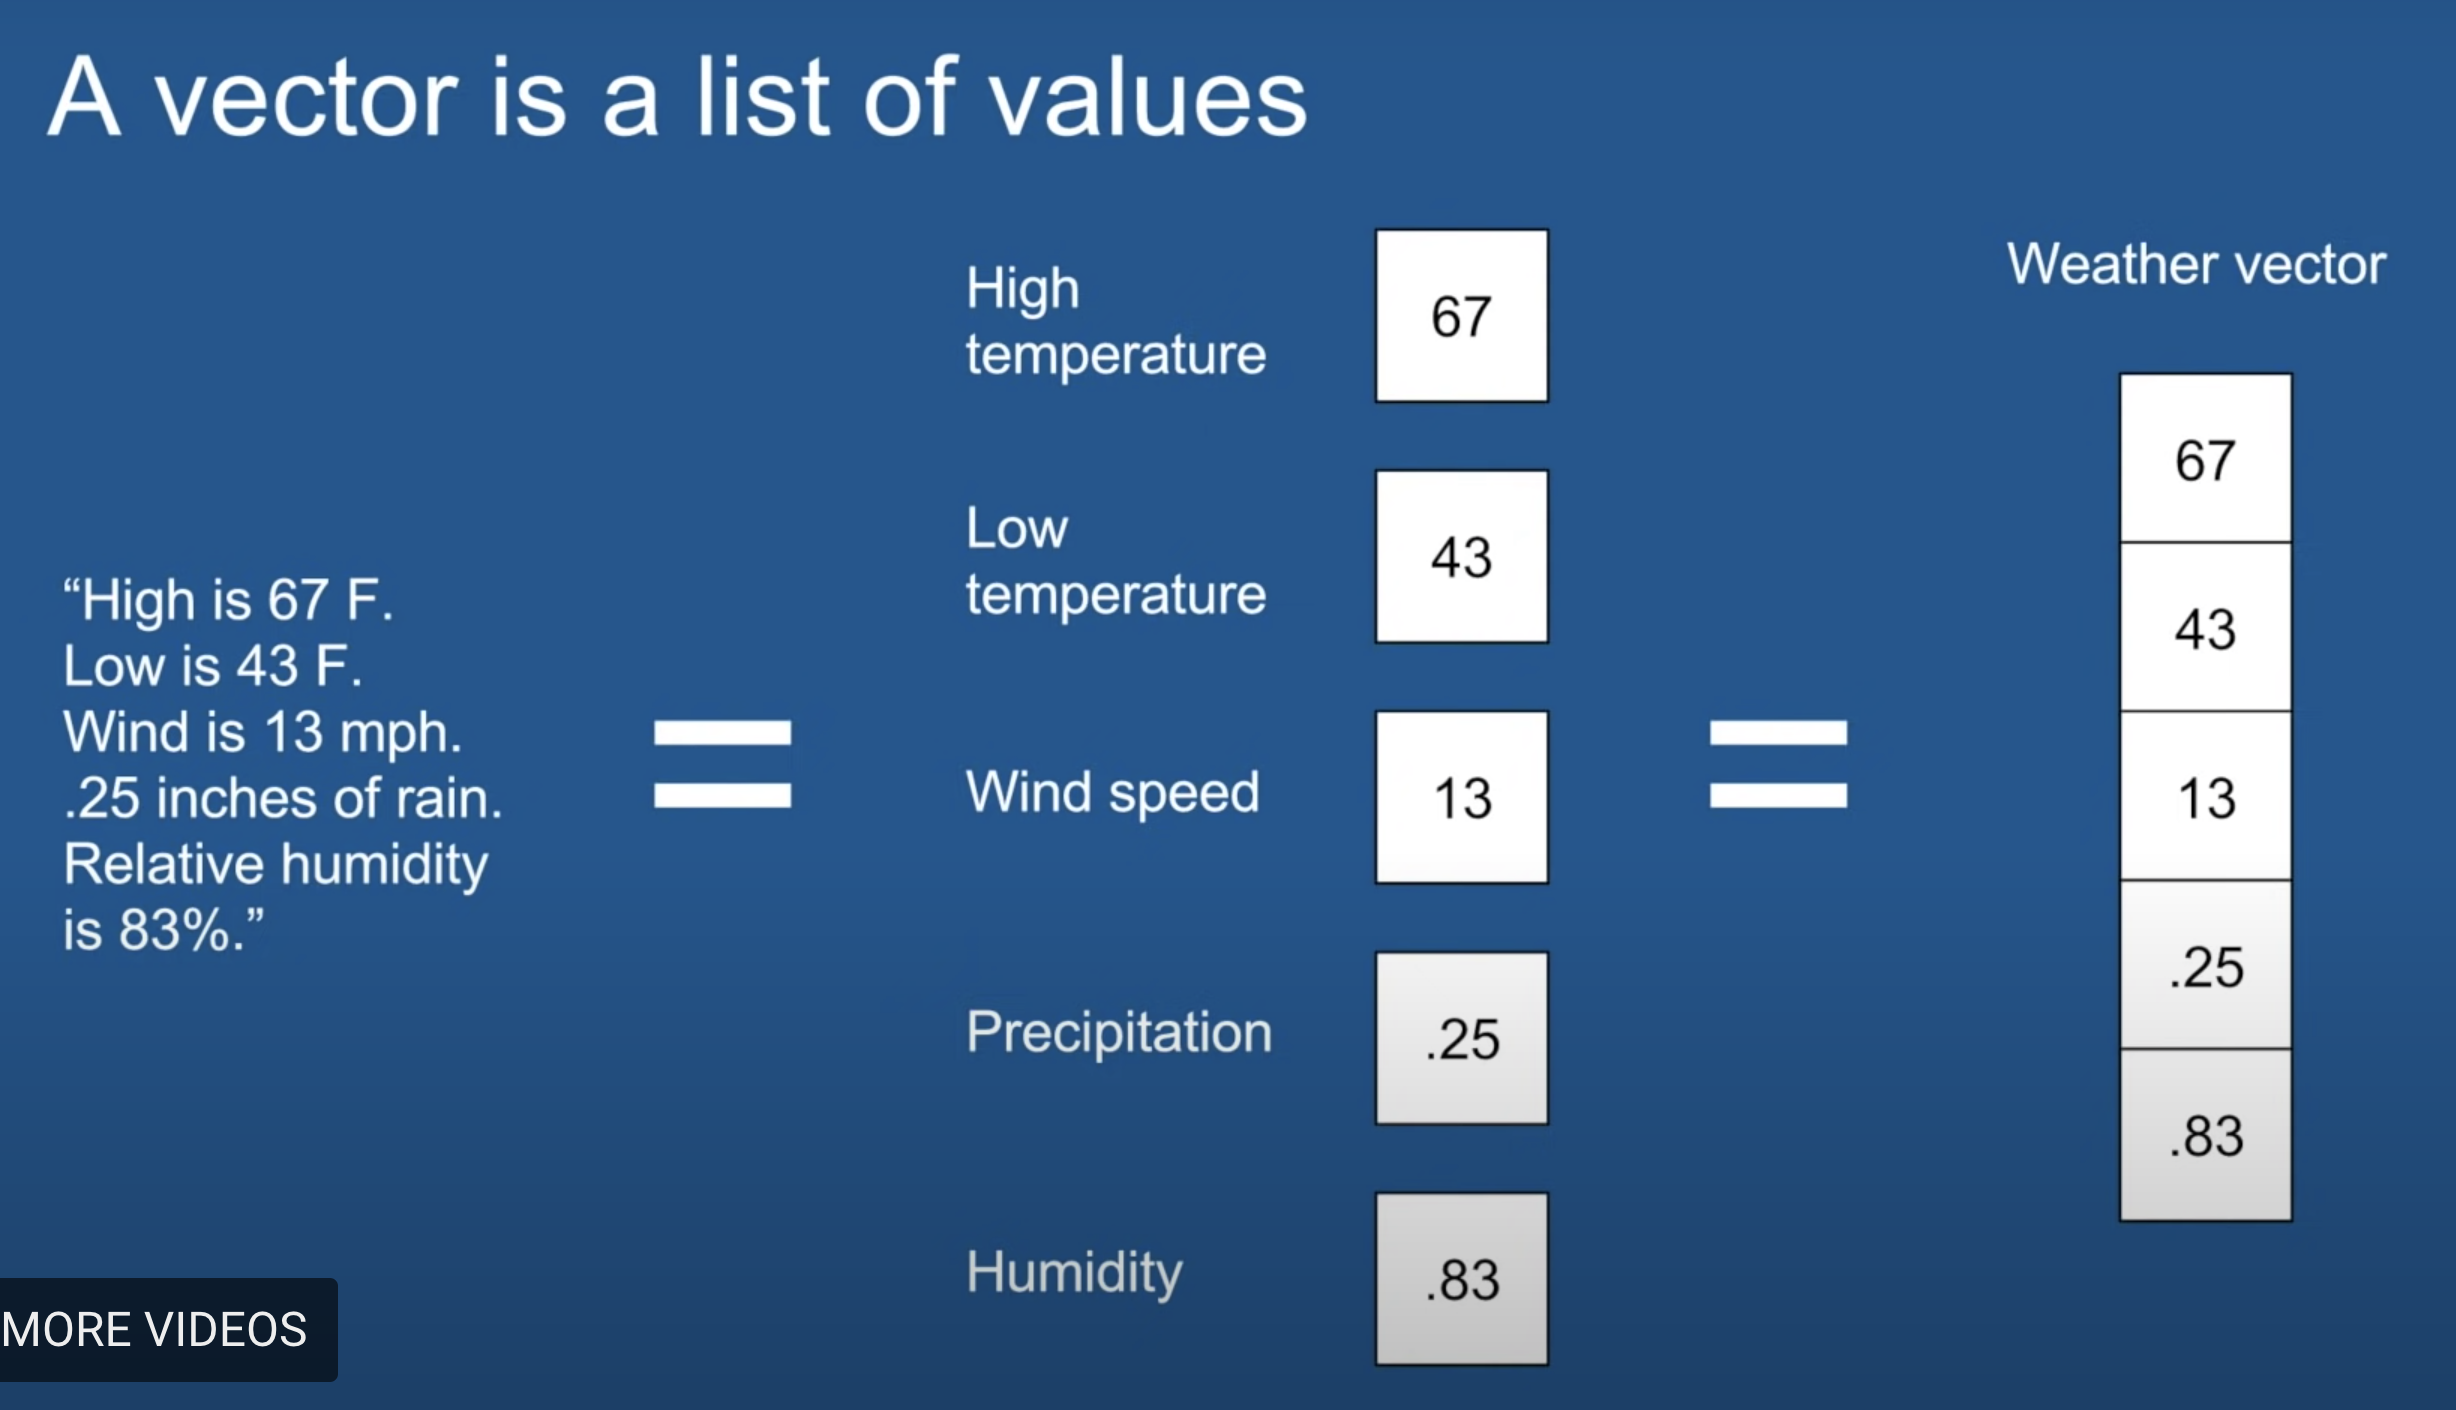 A vector is a list of values
“High is 67 F.
Low is 43 F.
Wind is 13 mph.
.25 inches of rain.
Relative humidity
is 83%.”
=
High
temperature
67
Low
temperature
43
Wind speed
13
Precipitation
.25
Humidity
.83
=
Weather vector
67
43
13
.25
.83
MORE VIDEOS